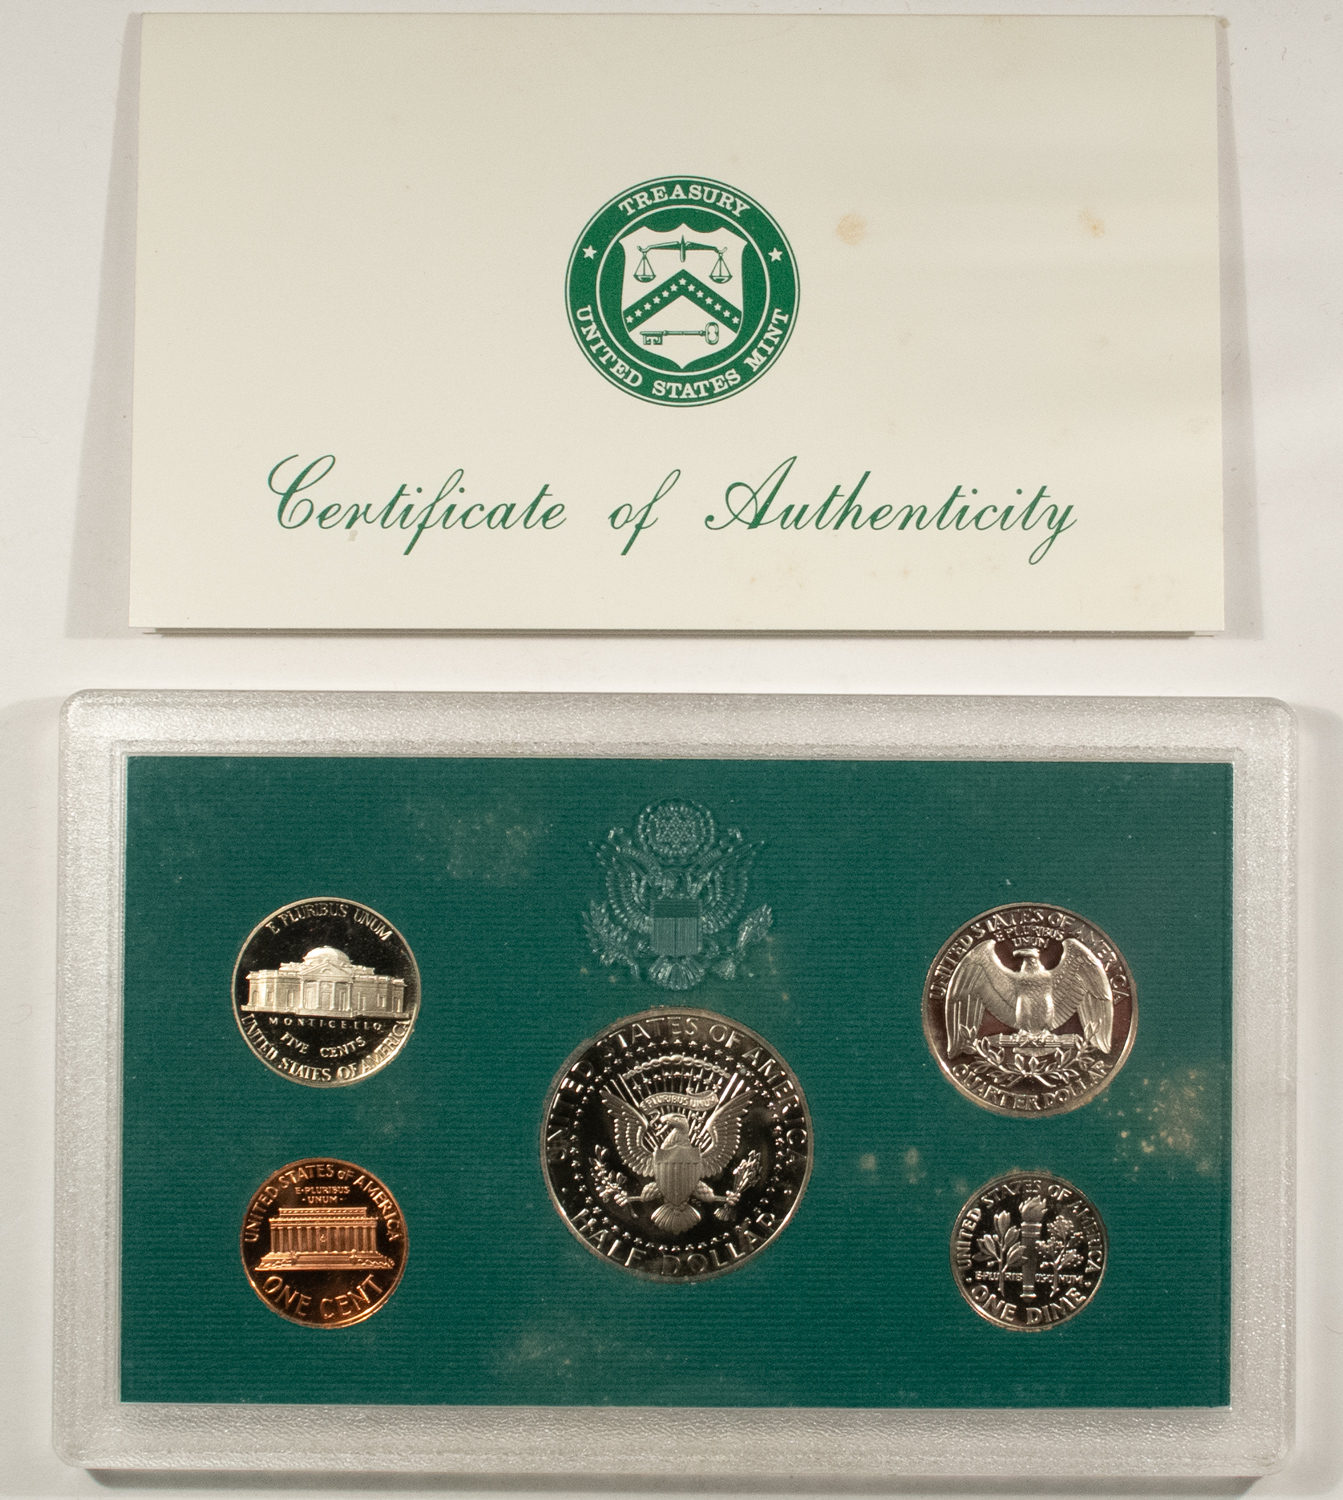 TREASURY
UNITED STATES MINT
Certificate of Authenticity
E PLURIBUS UNUM
MONTICELLO
FIVE CENTS
UNITED STATES OF AMERICA
UNITED STATES OF AMERICA
E PLURIBUS
UNUM
QUARTER DOLLAR
UNITED STATES OF AMERICA
E PLURIBUS UNUM
HALF DOLLAR
UNITED STATES of AMERICA
E·PLURIBUS
·UNUM·
ONE CENT
UNITED STATES OF AMERICA
E PLURIBUS UNUM
·ONE DIME·